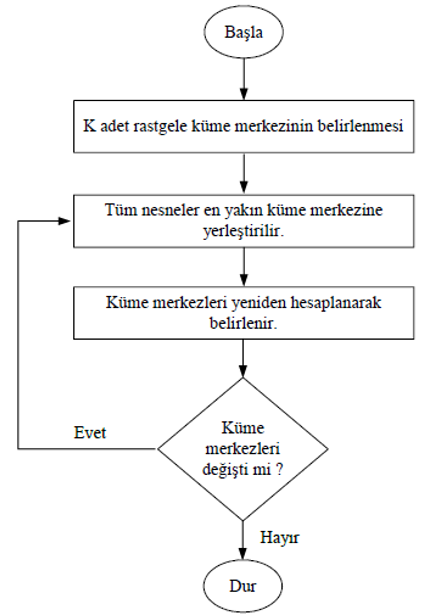 Başla
K adet rastgele küme merkezinin belirlenmesi
Tüm nesneler en yakın küme merkezine
yerleştirilir.
Küme merkezleri yeniden hesaplanarak
belirlenir.
Evet
Küme
merkezleri
değişti mi ?
Hayır
Dur